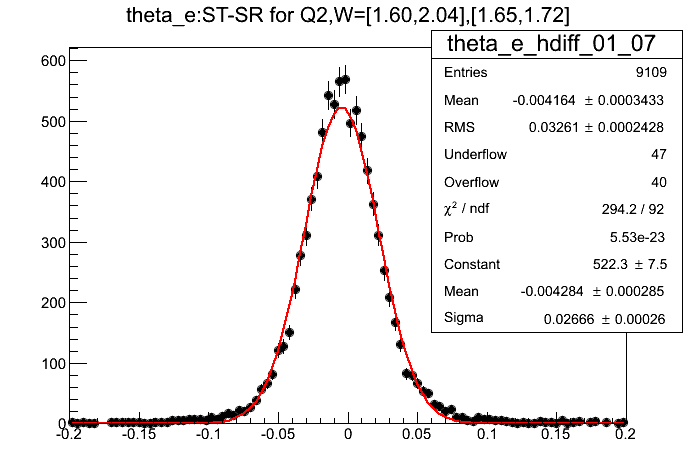 theta_e:ST-SR for Q2,W=[1.60,2.04],[1.65,1.72]
theta_e_hdiff_01_07
Entries 9109
Mean -0.004164 ± 0.0003433
RMS 0.03261 ± 0.0002428
Underflow 47
Overflow 40
χ² / ndf 294.2 / 92
Prob 5.53e-23
Constant 522.3 ± 7.5
Mean -0.004284 ± 0.000285
Sigma 0.02666 ± 0.00026
600
500
400
300
200
100
0
-0.2 -0.15 -0.1 -0.05 0 0.05 0.1 0.15 0.2